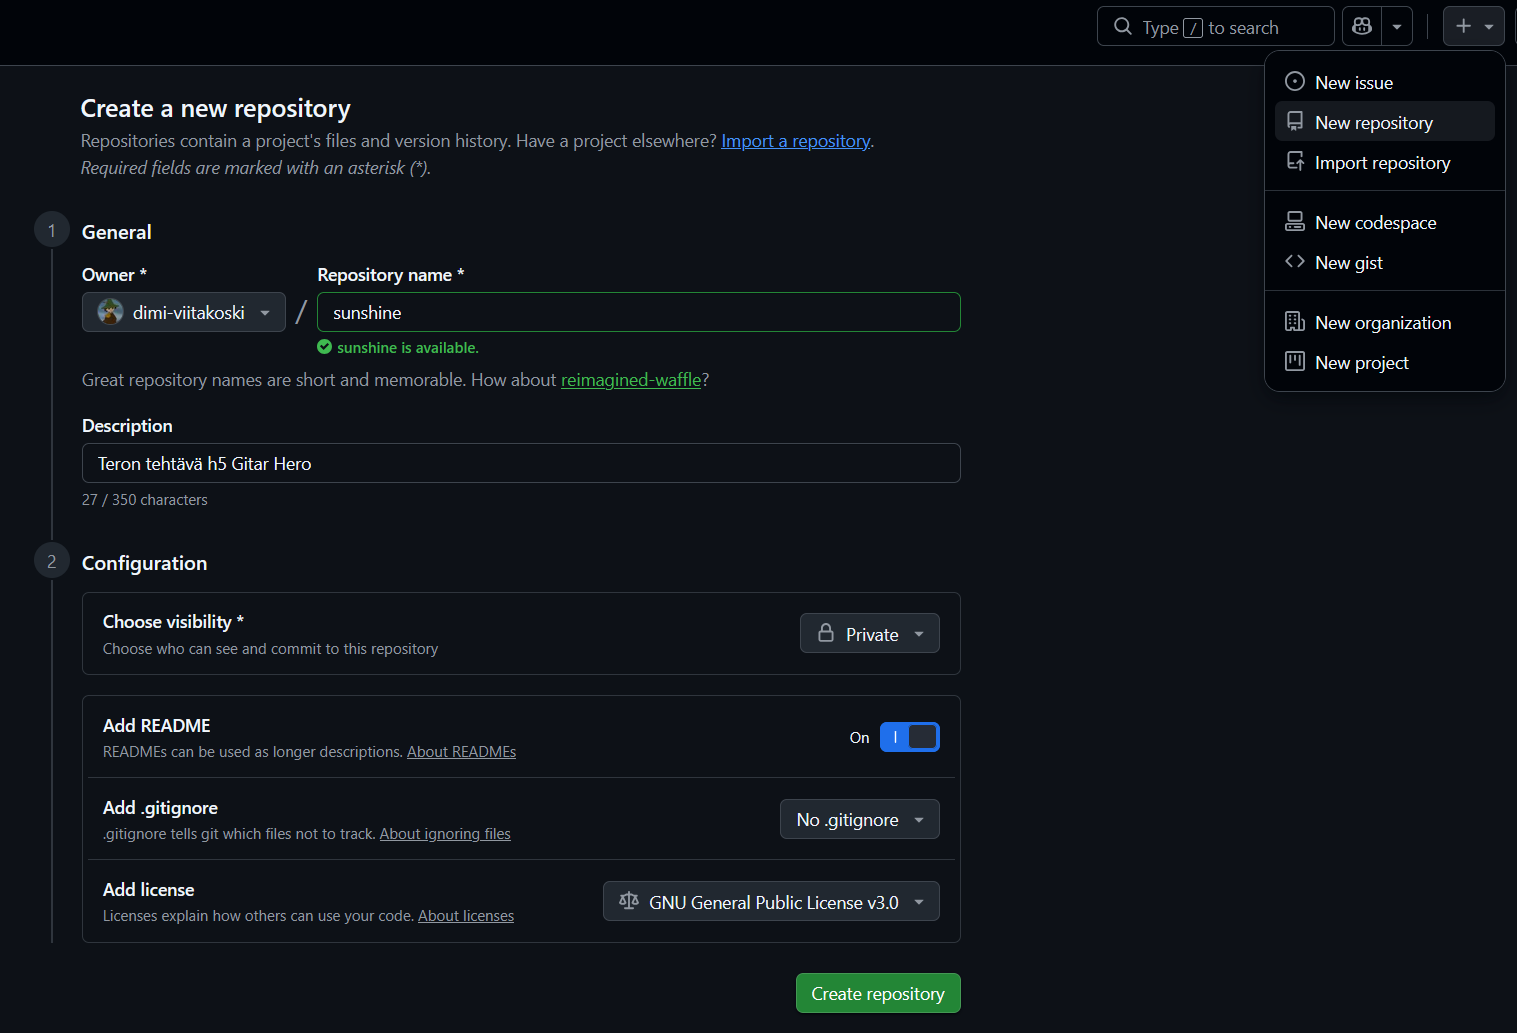 Type / to search
New issue
New repository
Import repository
New codespace
New gist
New organization
New project
Create a new repository
Repositories contain a project's files and version history. Have a project elsewhere? Import a repository.
Required fields are marked with an asterisk (*).
1 General
Owner *
Repository name *
dimi-viitakoski / sunshine
sunshine is available.
Great repository names are short and memorable. How about reimagined-waffle?
Description
Teron tehtävä h5 Gitar Hero
27 / 350 characters
2 Configuration
Choose visibility *
Choose who can see and commit to this repository
Private
Add README
READMEs can be used as longer descriptions. About READMEs
On
Add .gitignore
.gitignore tells git which files not to track. About ignoring files
No .gitignore
Add license
Licenses explain how others can use your code. About licenses
GNU General Public License v3.0
Create repository